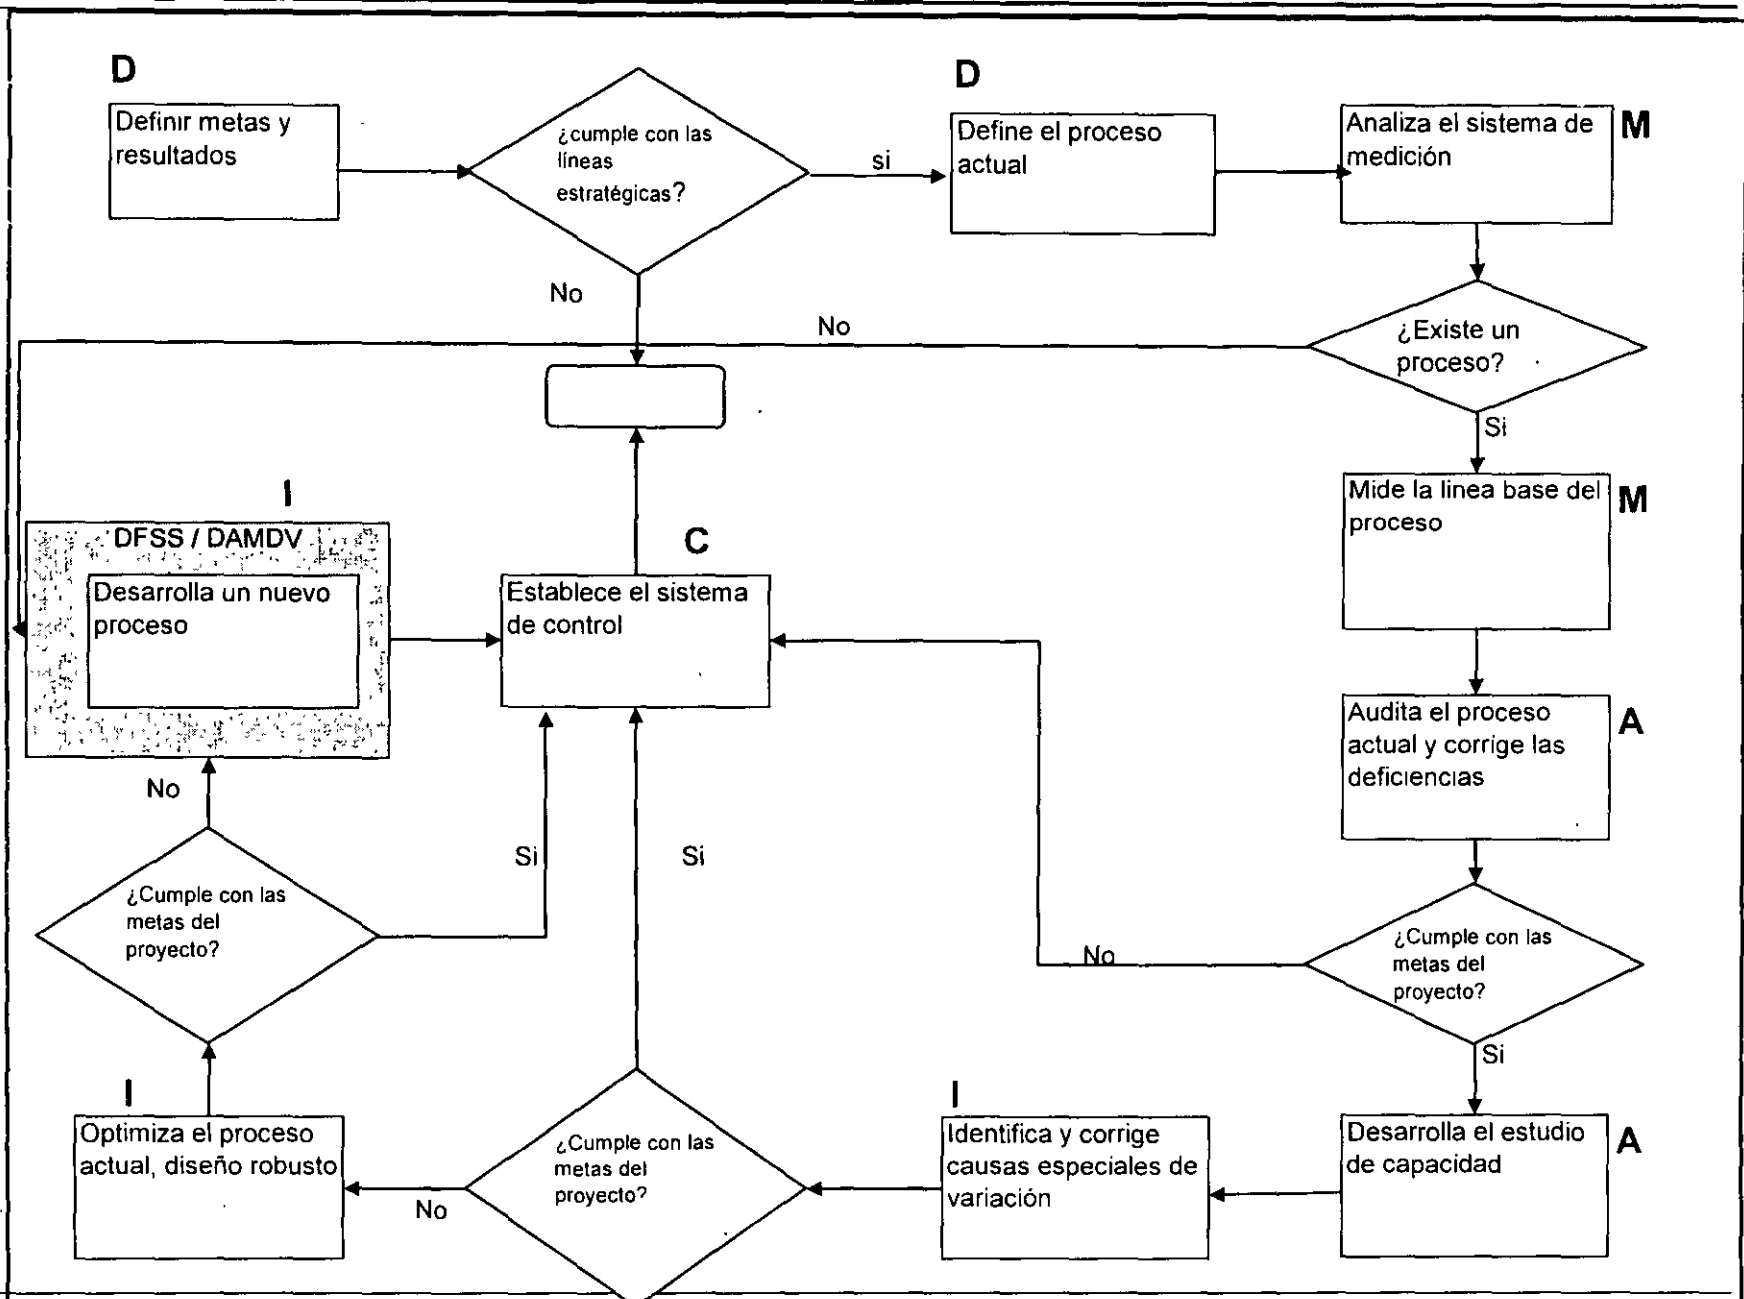 D
Definir metas y
resultados
¿cumple con las
líneas
estratégicas?
si
D
Define el proceso
actual
Analiza el sistema de
medición
M
No
No
¿Existe un
proceso?
Si
Mide la linea base del
proceso
M
I
DFSS / DAMDV
Desarrolla un nuevo
proceso
C
Establece el sistema
de control
Audita el proceso
actual y corrige las
deficiencias
A
No
¿Cumple con las
metas del
proyecto?
Si
Si
No
¿Cumple con las
metas del
proyecto?
Si
I
Optimiza el proceso
actual, diseño robusto
No
¿Cumple con las
metas del
proyecto?
I
Identifica y corrige
causas especiales de
variación
Desarrolla el estudio
de capacidad
A